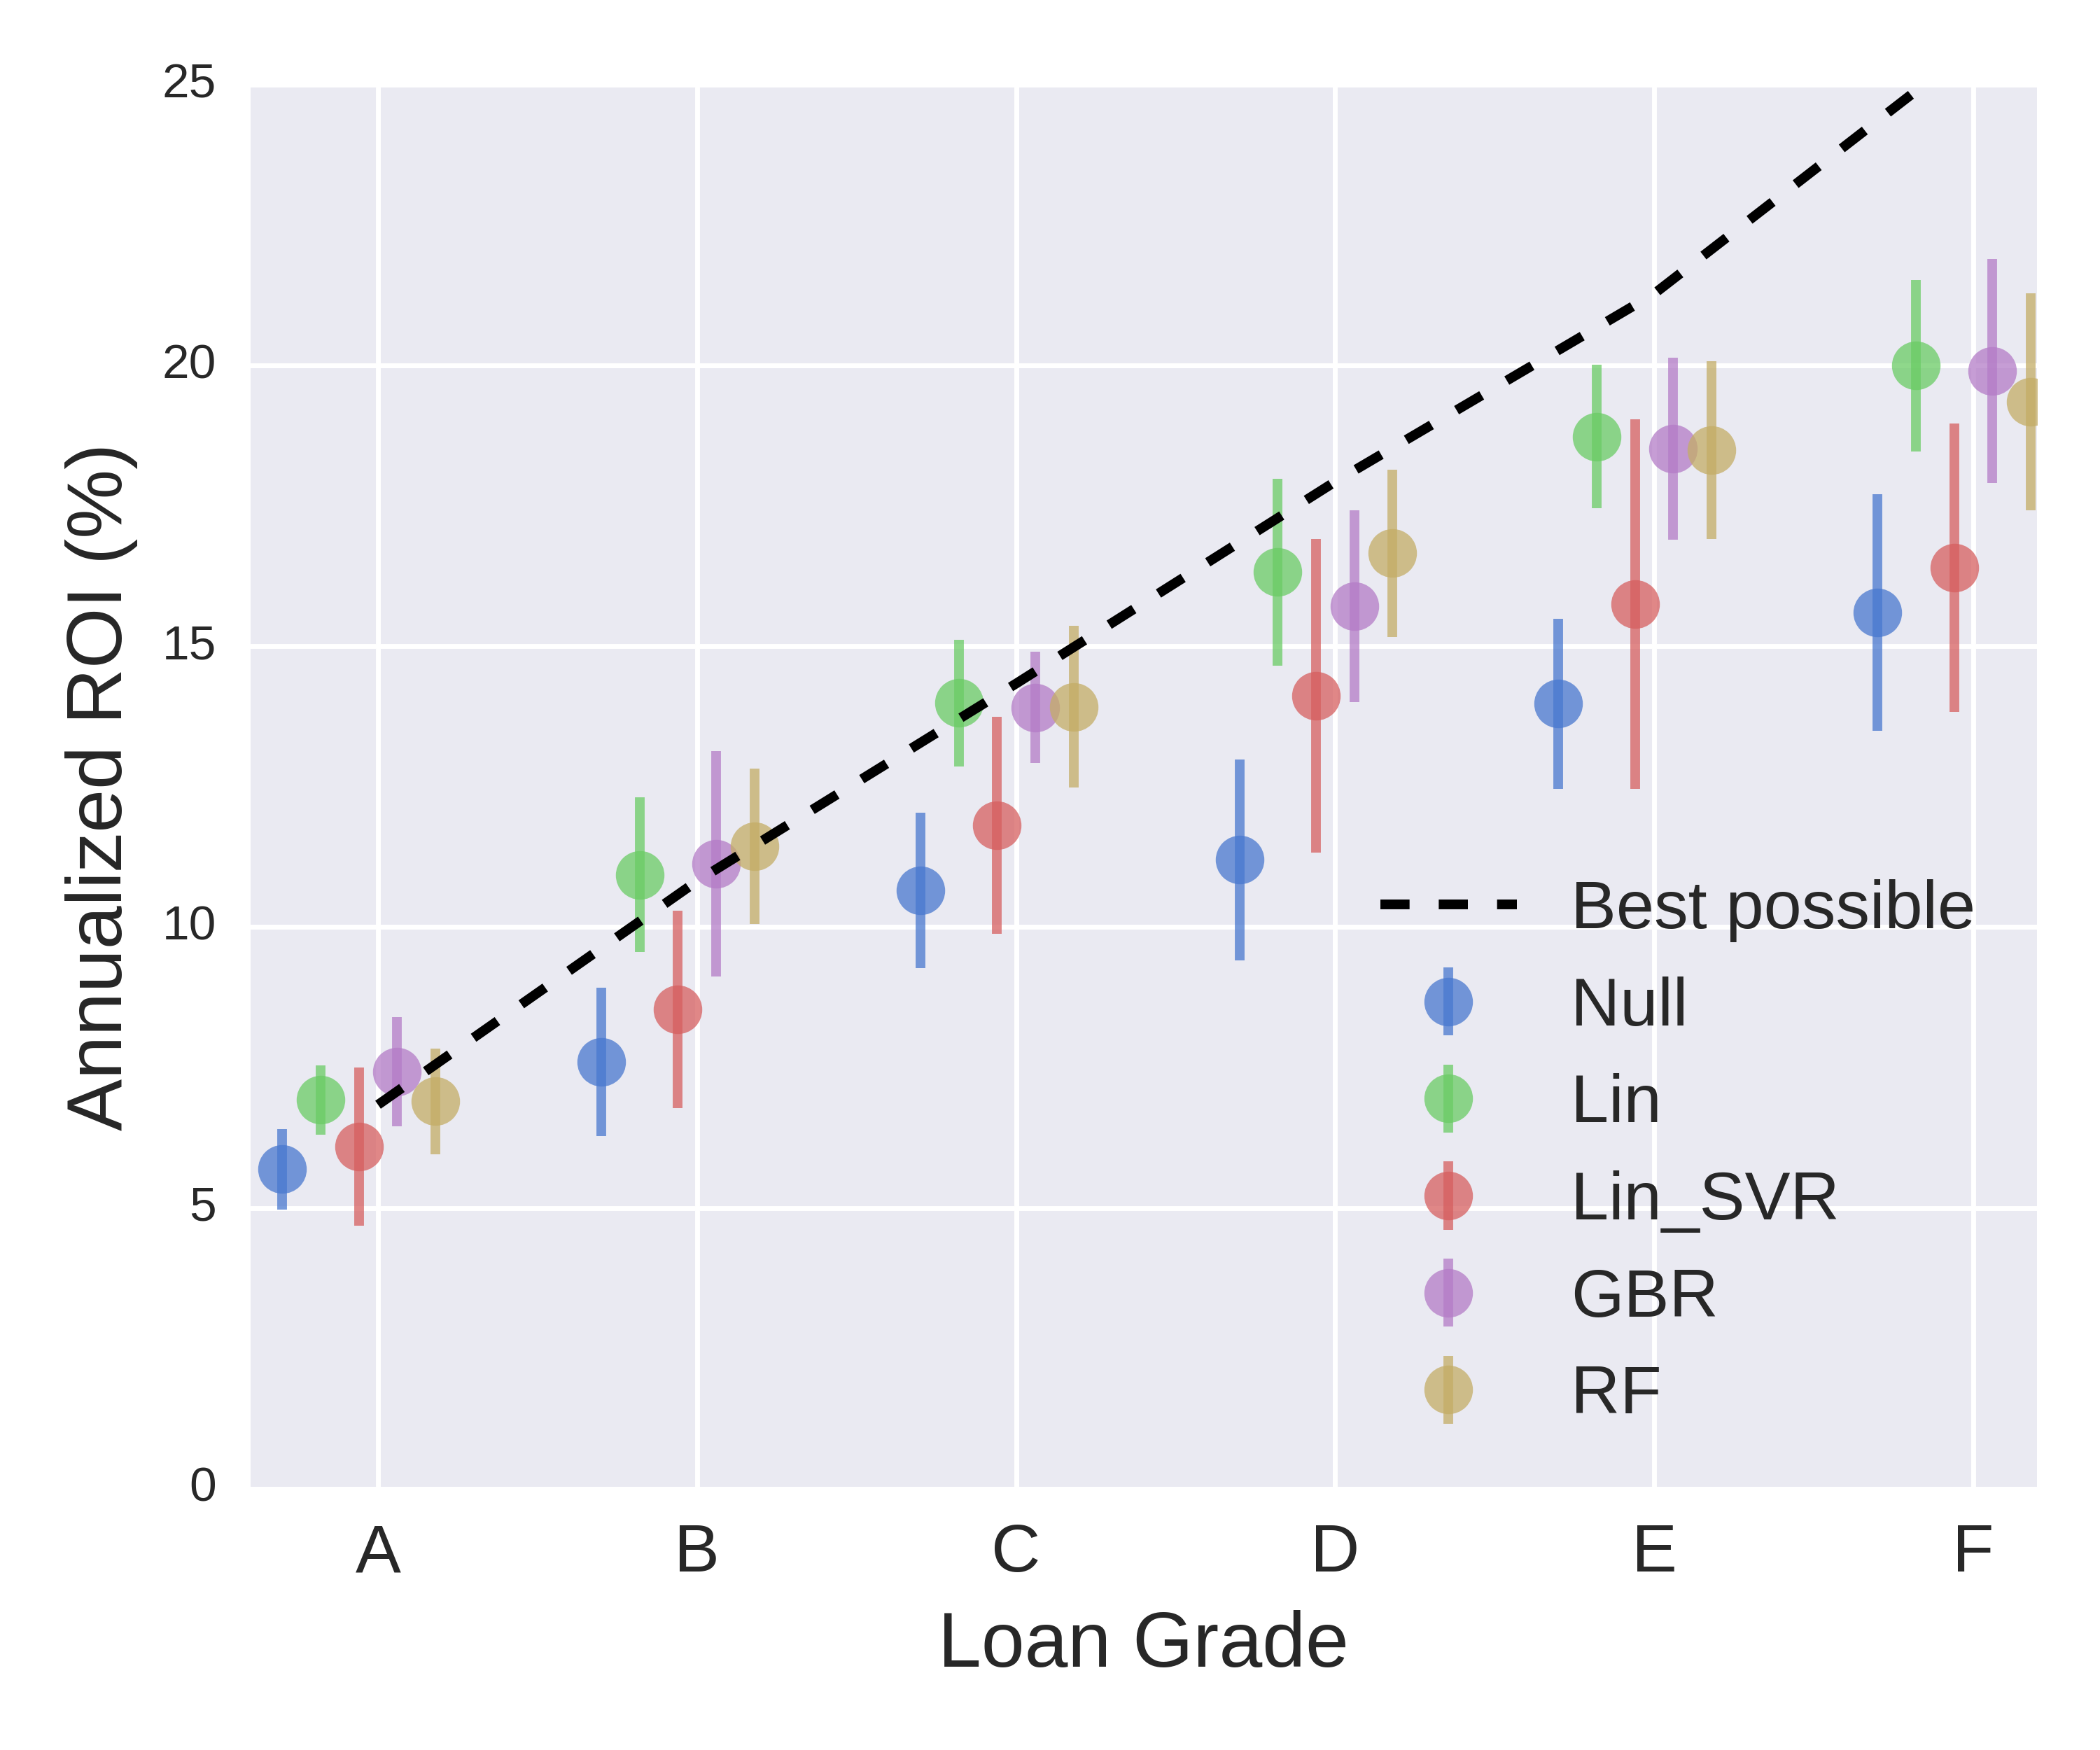 25
20
15
10
5
0
Annualized ROI (%)
Best possible
Null
Lin
Lin_SVR
GBR
RF
A B C D E F
Loan Grade